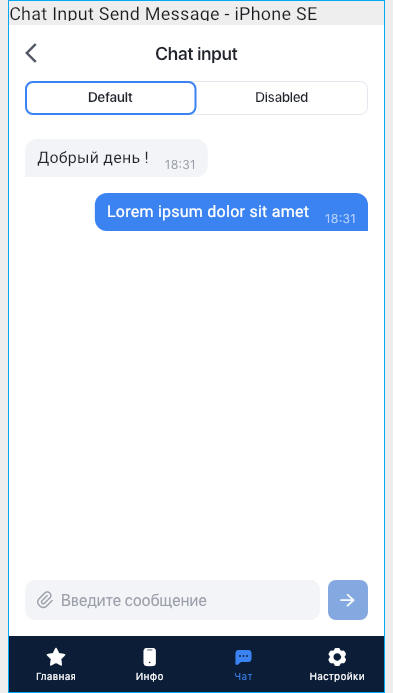 Chat Input Send Message - iPhone SE
Chat input
Default Disabled
Добрый день ! 18:31
Lorem ipsum dolor sit amet 18:31
Введите сообщение
Главная Инфо Чат Настройки